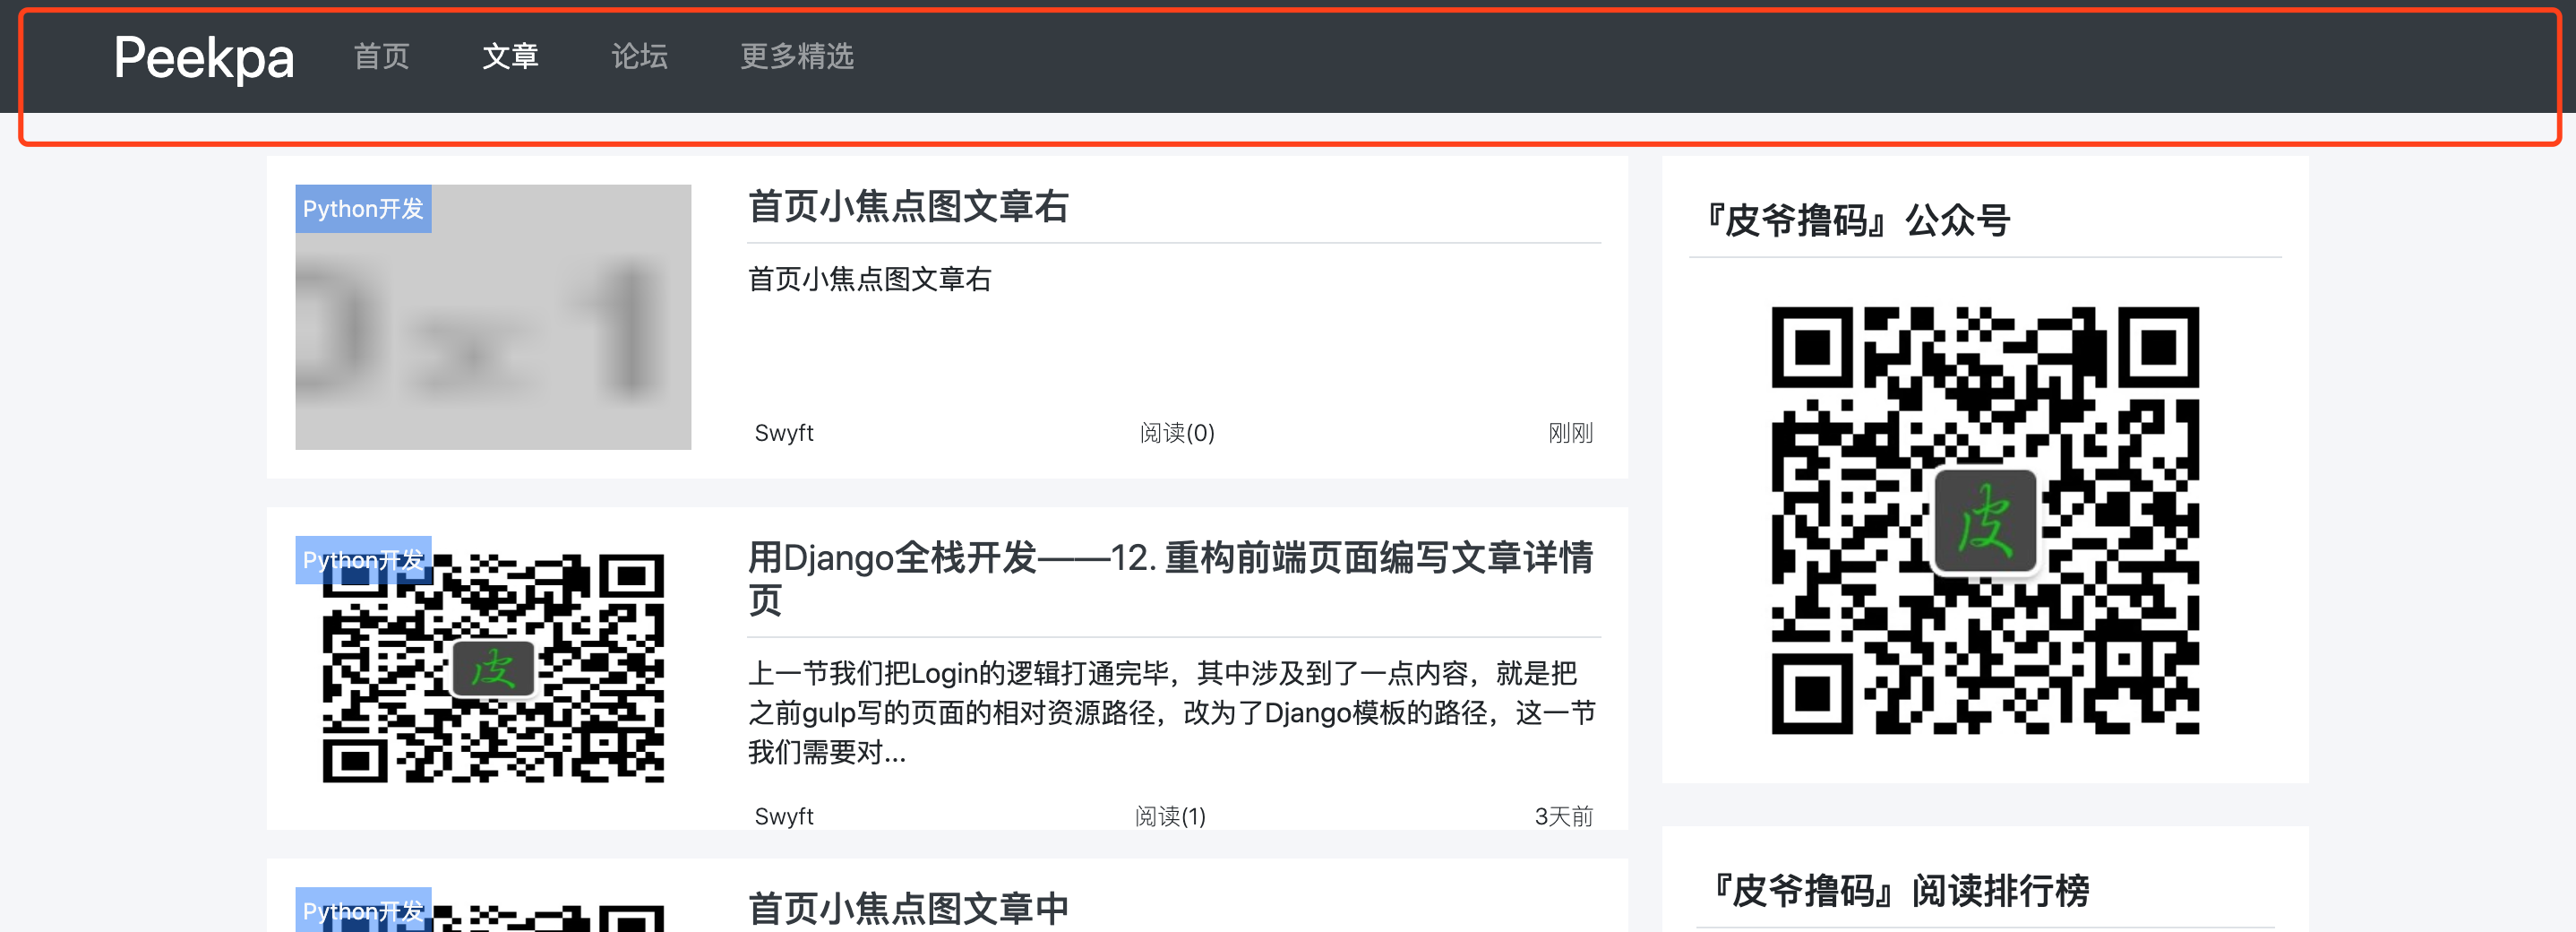 Peekpa 首页 文章 论坛 更多精选
Python开发
首页小焦点图文章右
首页小焦点图文章右
Swyft 阅读(0) 刚刚
Python开发
用Django全栈开发——12. 重构前端页面编写文章详情
页
上一节我们把Login的逻辑打通完毕，其中涉及到了一点内容，就是把
之前gulp写的页面的相对资源路径，改为了Django模板的路径，这一节
我们需要对...
皮
Swyft 阅读(1) 3天前
Python开发
首页小焦点图文章中
『皮爷撸码』公众号
皮
『皮爷撸码』阅读排行榜